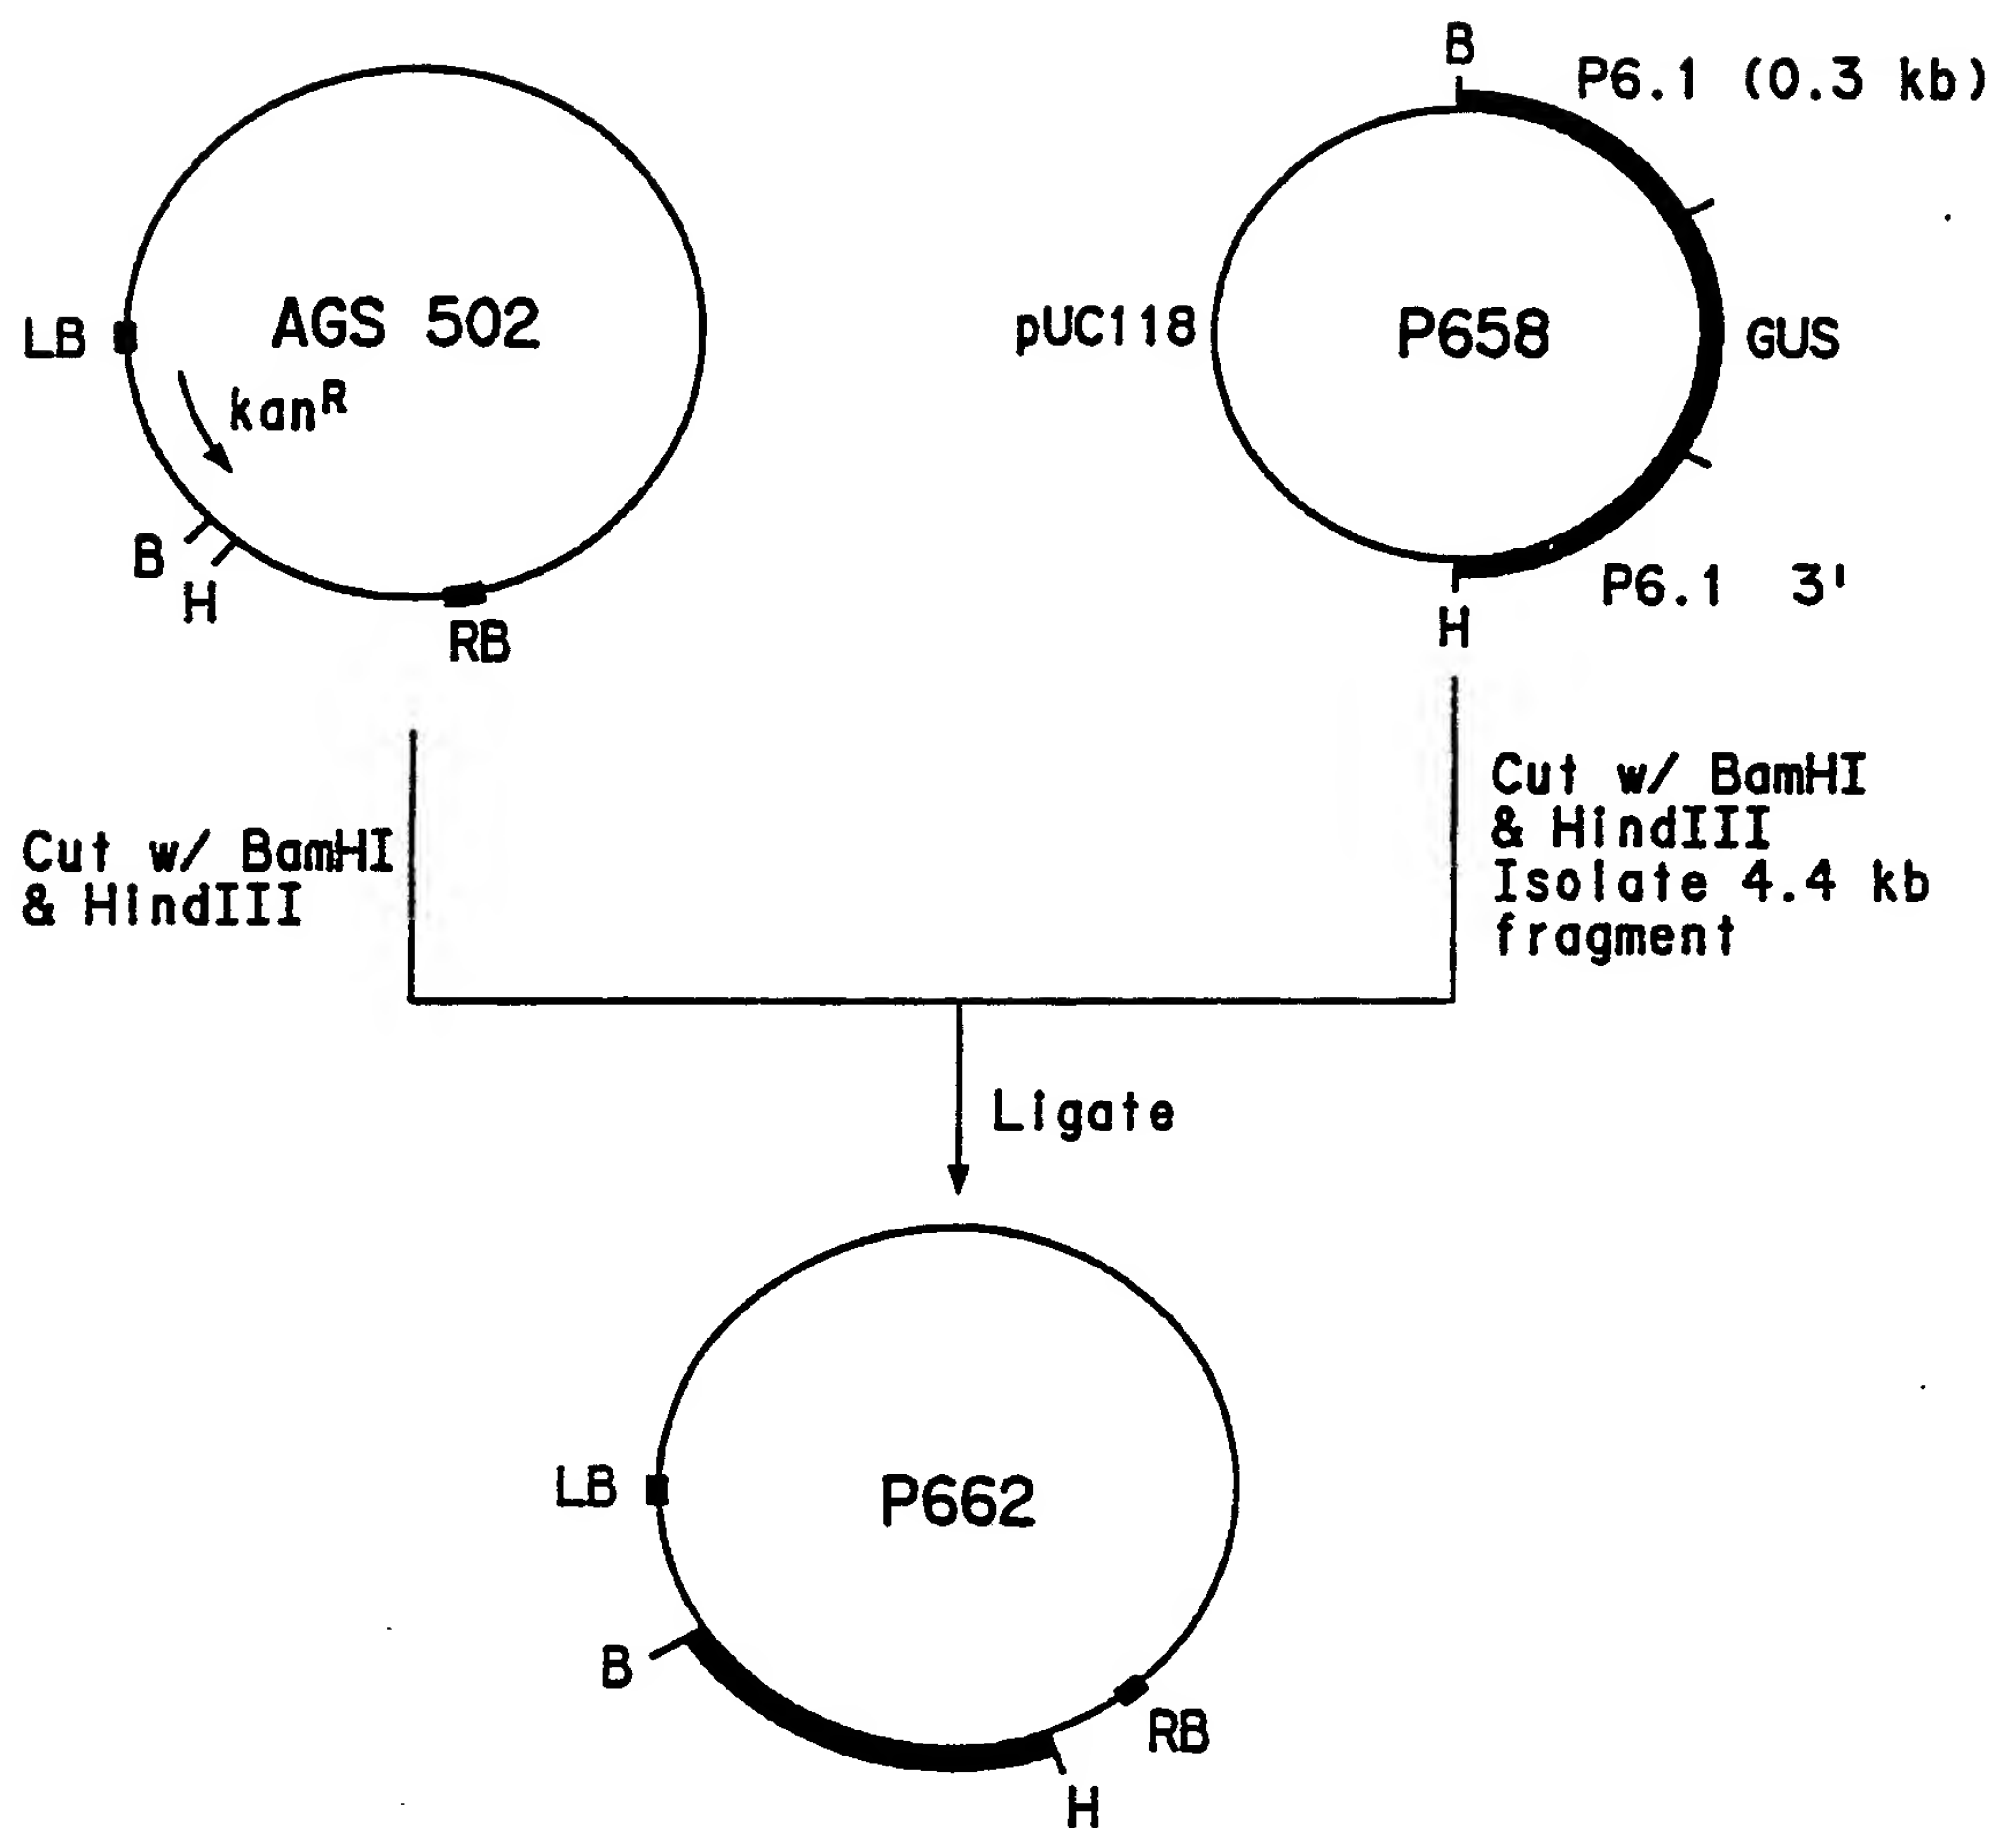 B
P6.1 (0.3 kb)
LB
AGS 502
kanR
pUC118
P658
GUS
B
H
RB
P6.1 3'
H
Cut w/ BamHI
& HindIII
Cut w/ BamHI
& HindIII
Isolate 4.4 kb
fragment
Ligate
LB
P662
B
RB
H